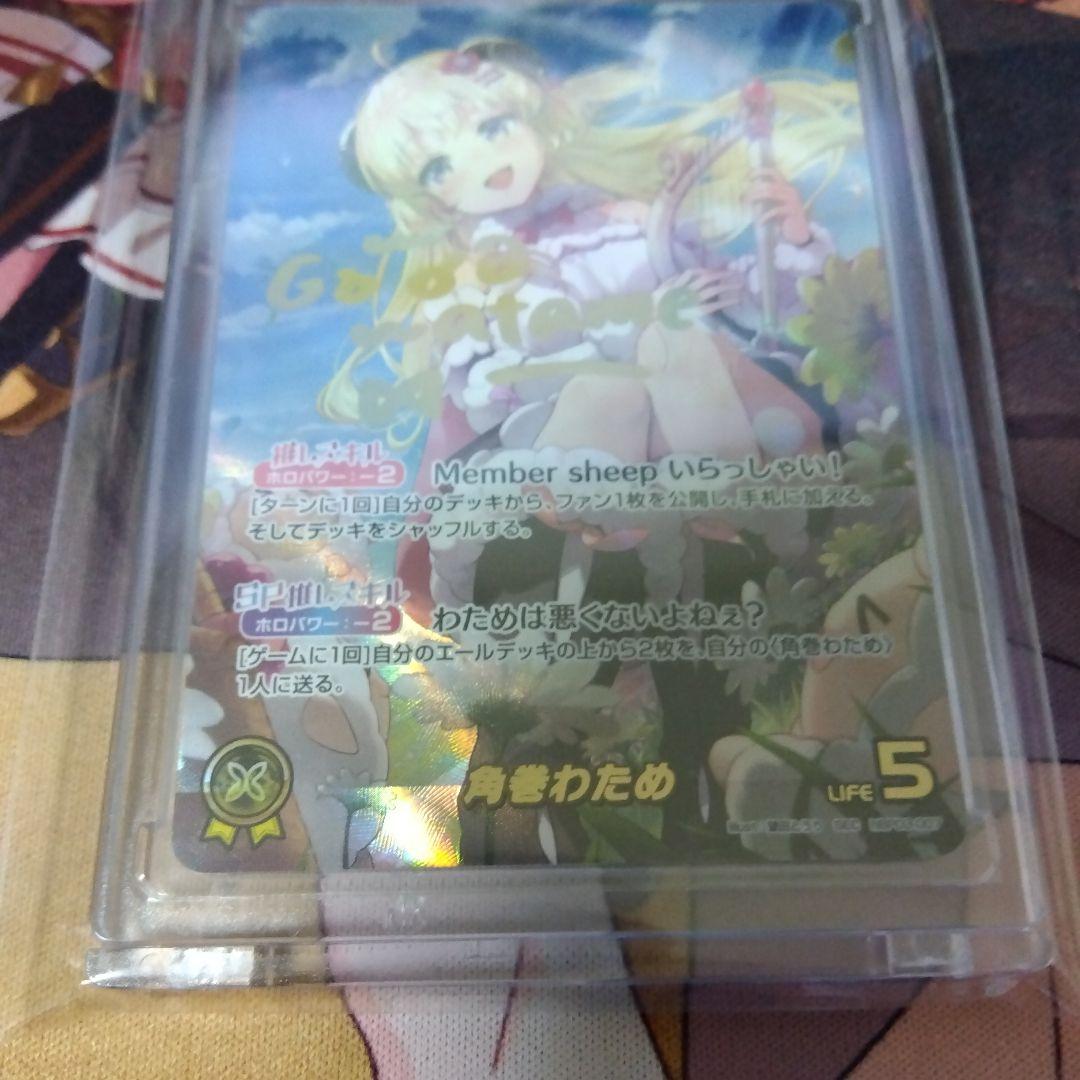 watame
推しスキル
ホロパワー：－2
Member sheep いらっしゃい！
[ターンに1回]自分のデッキから、ファン1枚を公開し、手札に加える。
そしてデッキをシャッフルする。
SP推しスキル
ホロパワー：－2
わためは悪くないよねぇ？
[ゲームに1回]自分のエールデッキの上から2枚を、自分の〈角巻わため〉
1人に送る。
角巻わため
LIFE 5
SEC